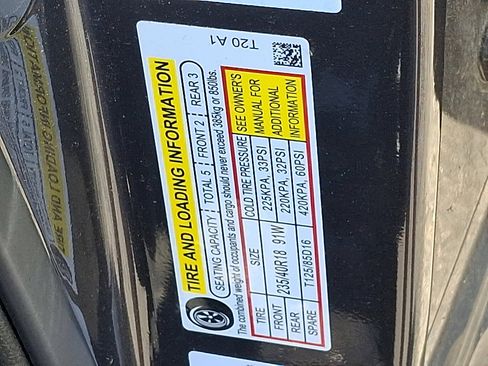 T20 A1
TIRE AND LOADING INFORMATION
SEATING CAPACITY | TOTAL 5 | FRONT 2 | REAR 3
The combined weight of occupants and cargo should never exceed 385kg or 850lbs.
TIRE SIZE COLD TIRE PRESSURE SEE OWNER'S MANUAL FOR ADDITIONAL INFORMATION
FRONT 235/40R18 91W 225KPA, 33PSI
REAR 220KPA, 32PSI
SPARE T125/85D16 420KPA, 60PSI